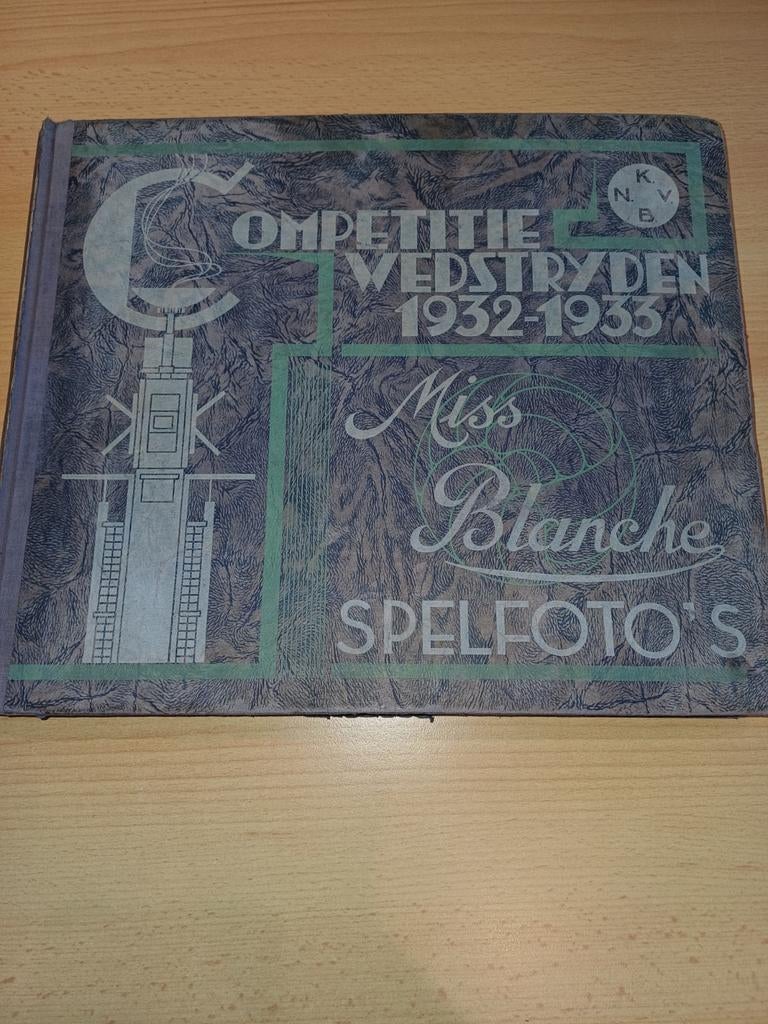 COMPETITIE
WEDSTRYDEN
1932-1933
K.
N. V.
B.
Miss
Blanche
SPELFOTO'S